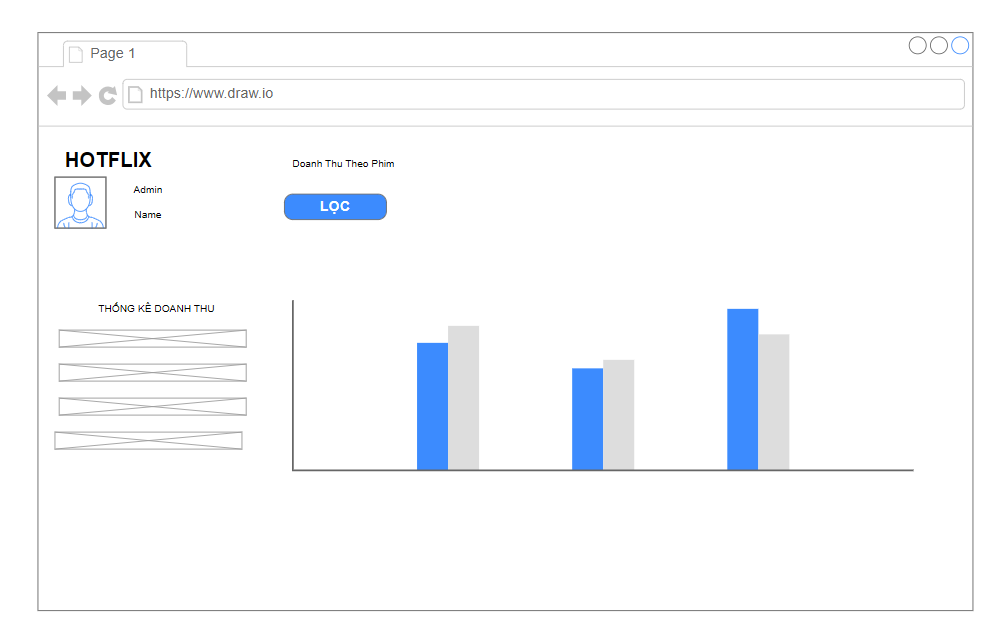 Page 1
https://www.draw.io
HOTFLIX
Doanh Thu Theo Phim
Admin
Name
LỌC
THỐNG KÊ DOANH THU